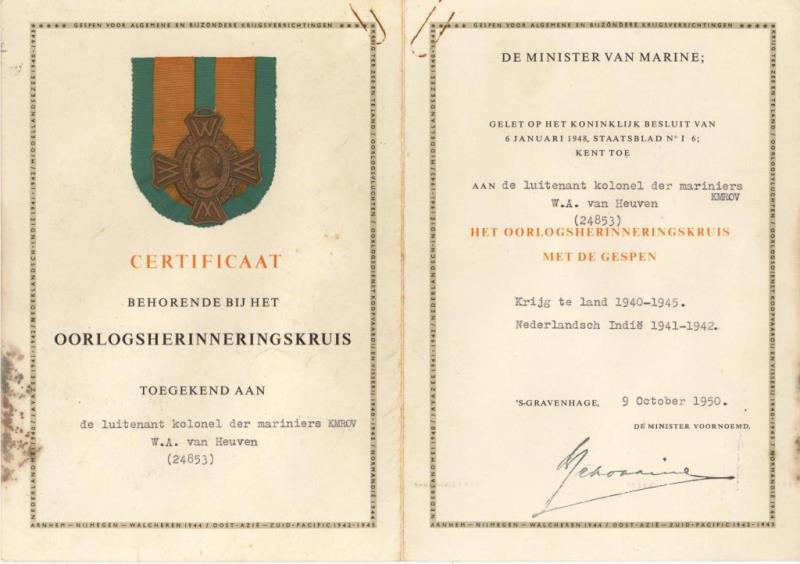 GESPEN VOOR ALGEMENE EN BIJZONDERE KRIJGSVERRICHTINGEN
W W W W
CERTIFICAAT
BEHORENDE BIJ HET
OORLOGSHERINNERINGSKRUIS
TOEGEKEND AAN
de luitenant kolonel der mariniers KMROV
W.A. van Heuven
(24853)
ARNHEM – NIJMEGEN – WALCHEREN 1944 / OOST-AZIË – ZUID-PACIFIC 1942-1945
GESPEN VOOR ALGEMENE EN BIJZONDERE KRIJGSVERRICHTINGEN
DE MINISTER VAN MARINE;
GELET OP HET KONINKLIJK BESLUIT VAN
6 JANUARI 1948, STAATSBLAD N° I 6;
KENT TOE
AAN de luitenant kolonel der mariniers
KMROV
W.A. van Heuven
(24853)
HET OORLOGSHERINNERINGSKRUIS
MET DE GESPEN
Krijg te land 1940-1945.
Nederlandsch Indië 1941-1942.
'S-GRAVENHAGE, 9 October 1950.
DE MINISTER VOORNOEMD,
ARNHEM – NIJMEGEN – WALCHEREN 1944 / OOST-AZIË – ZUID-PACIFIC 1942-1945